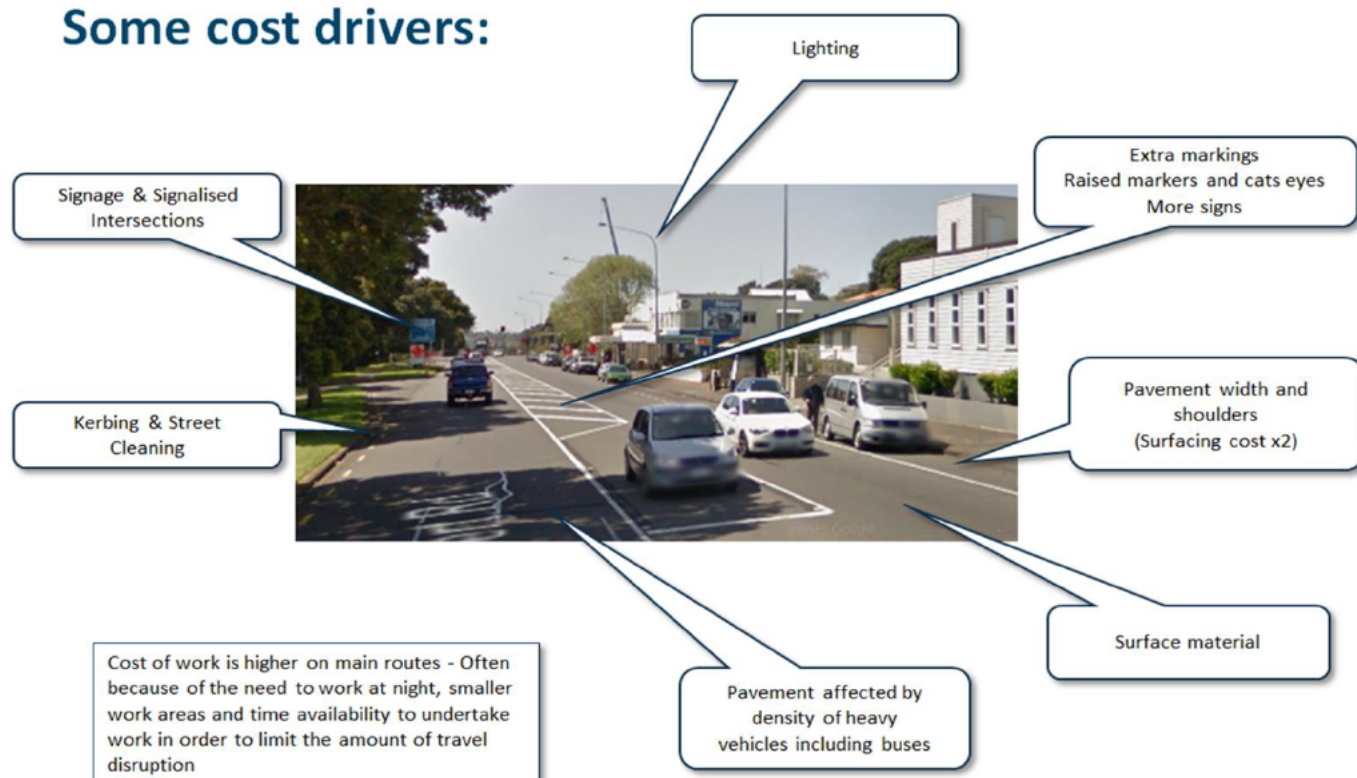 Some cost drivers:
Lighting
Extra markings
Raised markers and cats eyes
More signs
Signage & Signalised
Intersections
Kerbing & Street
Cleaning
Pavement width and
shoulders
(Surfacing cost x2)
Surface material
Pavement affected by
density of heavy
vehicles including buses
Cost of work is higher on main routes - Often
because of the need to work at night, smaller
work areas and time availability to undertake
work in order to limit the amount of travel
disruption